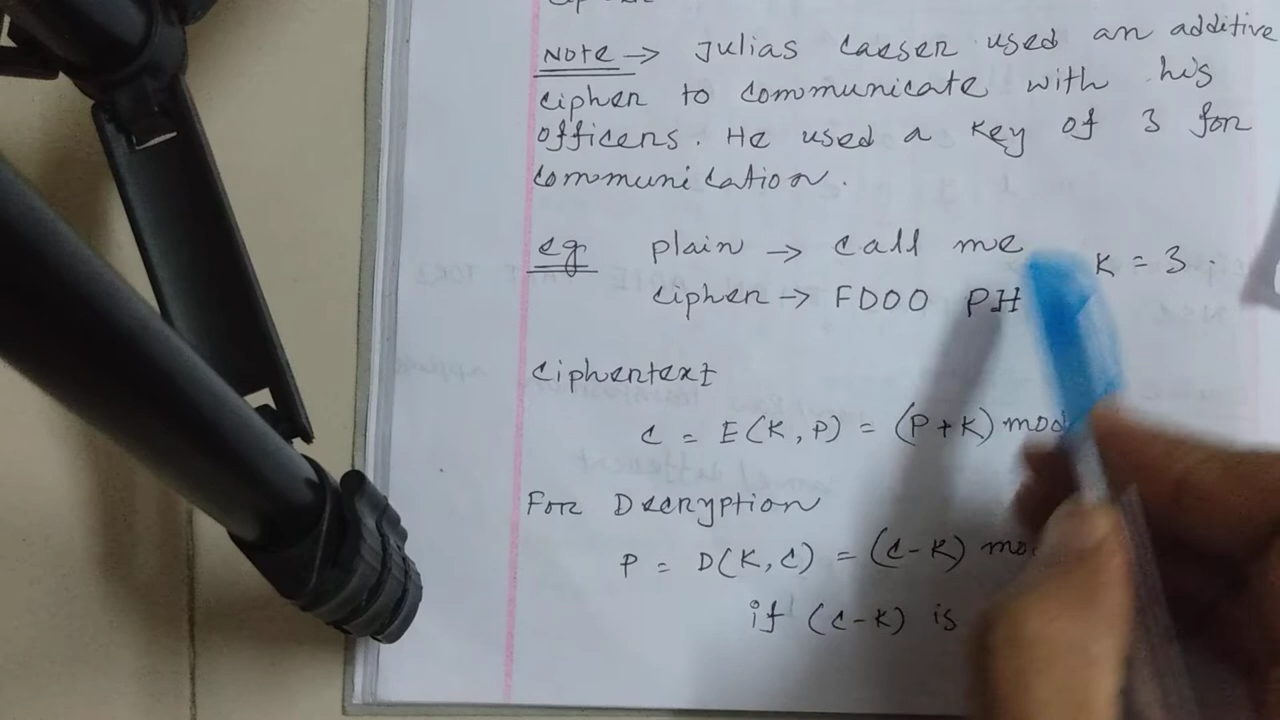 Note → Julias Caeser used an additive
cipher to communicate with his
officers. He used a key of 3 for
communication.
eg plain → call me K = 3.
cipher → FDOO PH
ciphertext
C = E(K, P) = (P+K) mod
For Decryption
P = D(K, C) = (C-K)
if (C-K) is